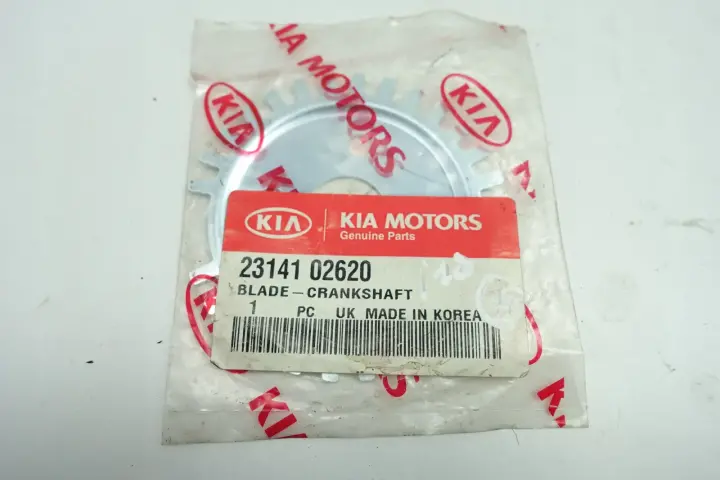 KIA MOTORS
KIA
KIA
KIA KIA MOTORS
Genuine Parts
23141 02620
BLADE-CRANKSHAFT
1 PC UK MADE IN KOREA
KIA